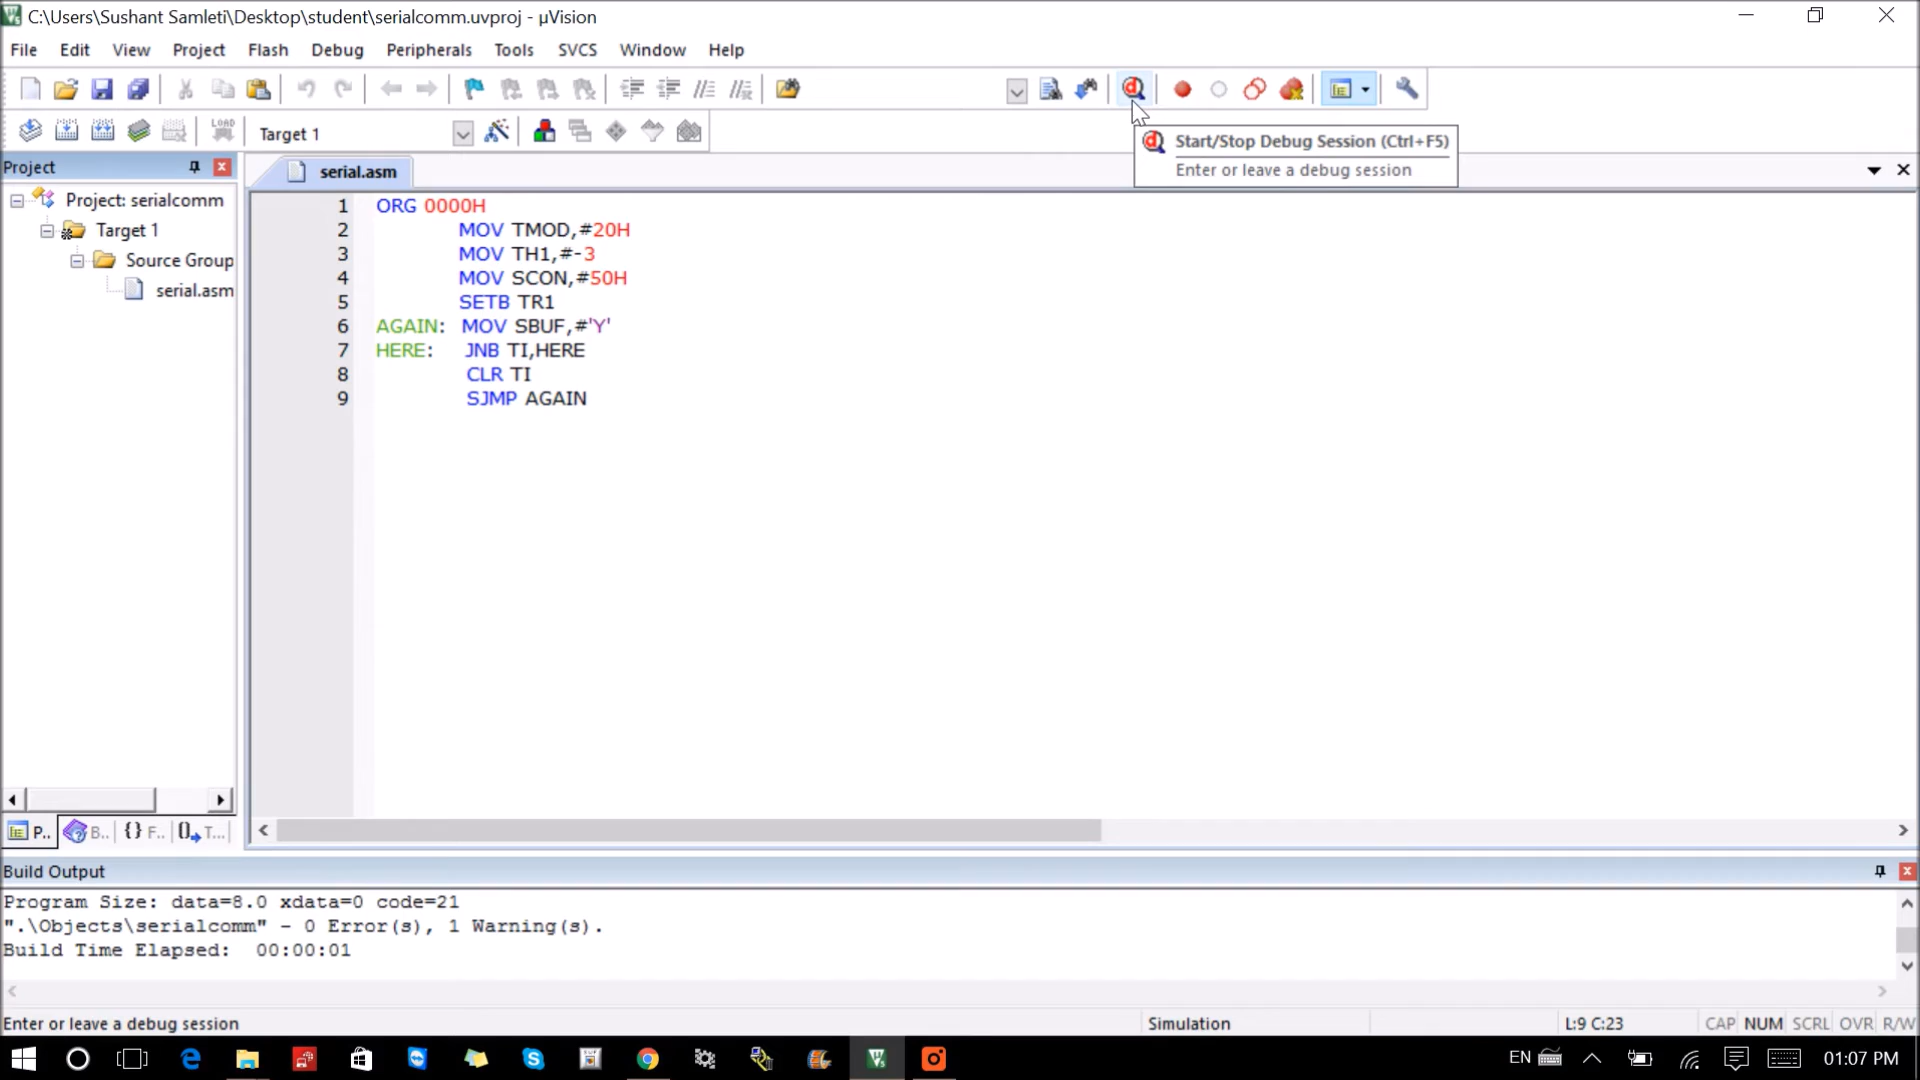 C:\Users\Sushant Samleti\Desktop\student\serialcomm.uvproj - µVision
File Edit View Project Flash Debug Peripherals Tools SVCS Window Help
LOAD Target 1
Start/Stop Debug Session (Ctrl+F5)
Enter or leave a debug session
Project
serial.asm
Project: serialcomm
Target 1
Source Group
serial.asm
1 ORG 0000H
2 MOV TMOD,#20H
3 MOV TH1,#-3
4 MOV SCON,#50H
5 SETB TR1
6 AGAIN: MOV SBUF,#'Y'
7 HERE: JNB TI,HERE
8 CLR TI
9 SJMP AGAIN
P.. B.. {} F.. T...
Build Output
Program Size: data=8.0 xdata=0 code=21
".\Objects\serialcomm" - 0 Error(s), 1 Warning(s).
Build Time Elapsed:  00:00:01
Enter or leave a debug session Simulation L:9 C:23 CAP NUM SCRL OVR R/W
EN 01:07 PM